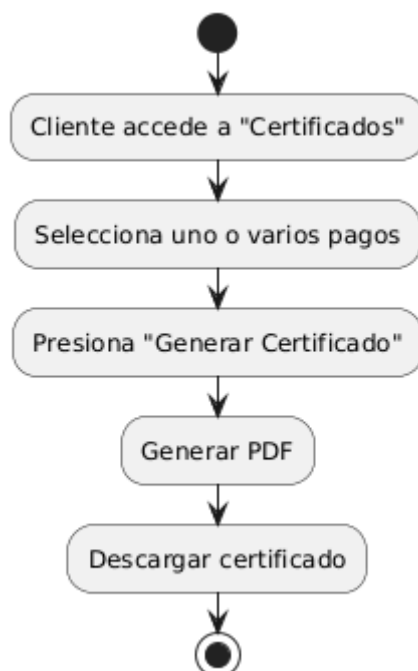 Cliente accede a "Certificados"
Selecciona uno o varios pagos
Presiona "Generar Certificado"
Generar PDF
Descargar certificado